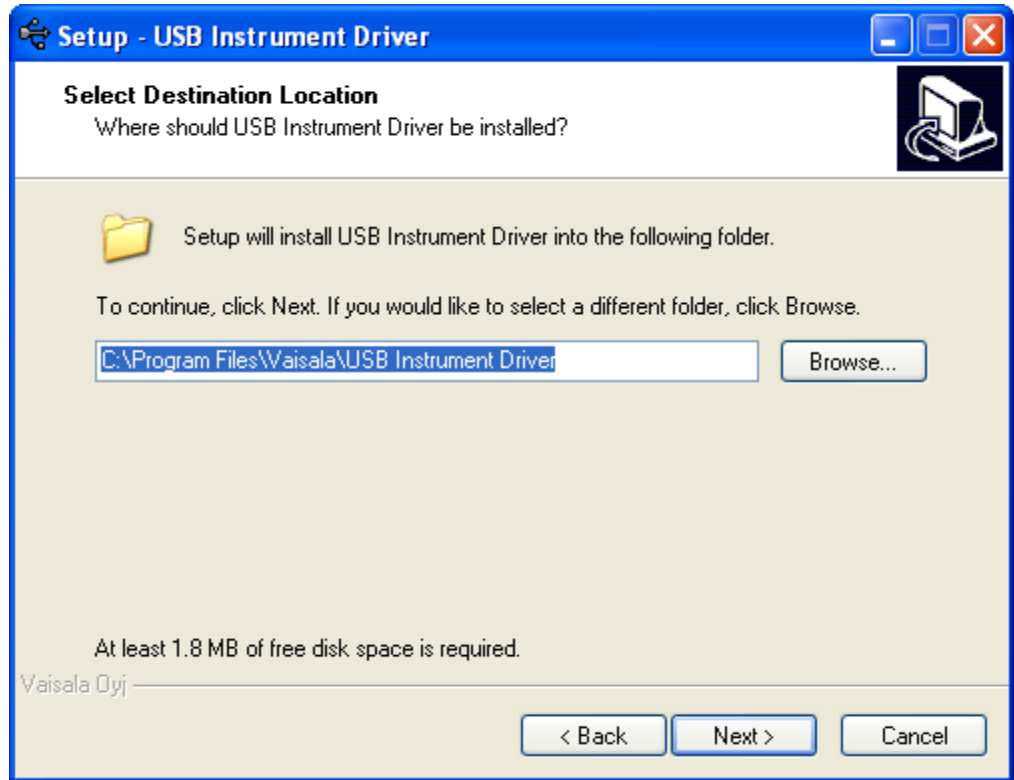 Setup - USB Instrument Driver
Select Destination Location
Where should USB Instrument Driver be installed?
Setup will install USB Instrument Driver into the following folder.
To continue, click Next. If you would like to select a different folder, click Browse.
C:\Program Files\Vaisala\USB Instrument Driver
Browse...
At least 1.8 MB of free disk space is required.
Vaisala Oyj
< Back
Next >
Cancel